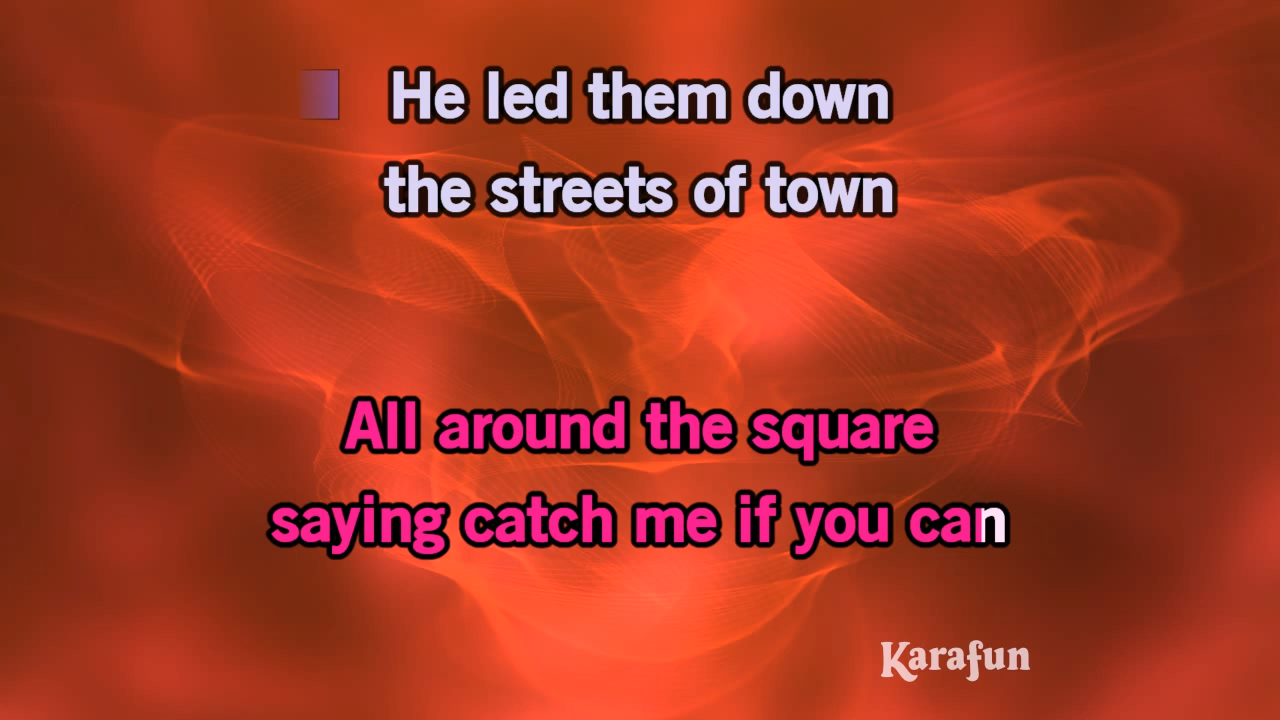 He led them down
the streets of town
All around the square
saying catch me if you can
Karafun